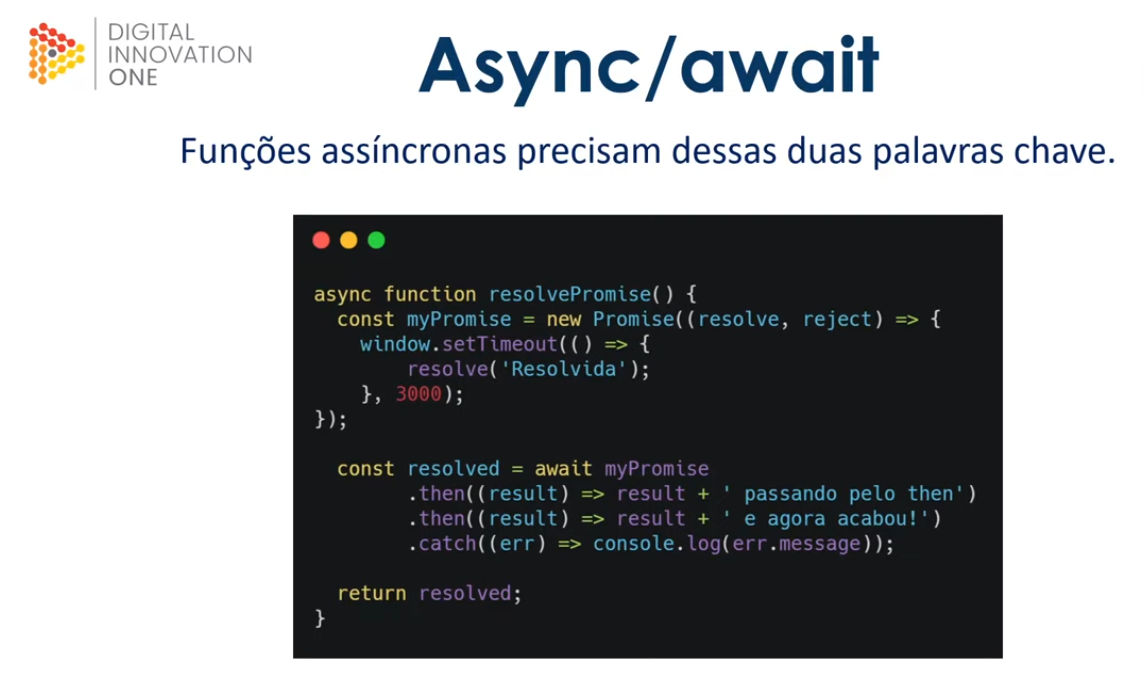 DIGITAL
INNOVATION
ONE
Async/await
Funções assíncronas precisam dessas duas palavras chave.
async function resolvePromise() {
  const myPromise = new Promise((resolve, reject) => {
    window.setTimeout(() => {
        resolve('Resolvida');
    }, 3000);
});
  const resolved = await myPromise
        .then((result) => result + ' passando pelo then')
        .then((result) => result + ' e agora acabou!')
        .catch((err) => console.log(err.message));
  return resolved;
}